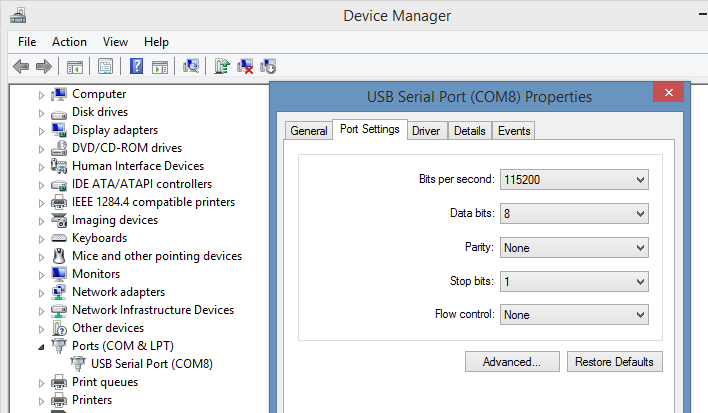 Device Manager
File Action View Help
Computer
Disk drives
Display adapters
DVD/CD-ROM drives
Human Interface Devices
IDE ATA/ATAPI controllers
IEEE 1284.4 compatible printers
Imaging devices
Keyboards
Mice and other pointing devices
Monitors
Network adapters
Network Infrastructure Devices
Other devices
Ports (COM & LPT)
USB Serial Port (COM8)
Print queues
Printers
USB Serial Port (COM8) Properties
General Port Settings Driver Details Events
Bits per second: 115200
Data bits: 8
Parity: None
Stop bits: 1
Flow control: None
Advanced... Restore Defaults